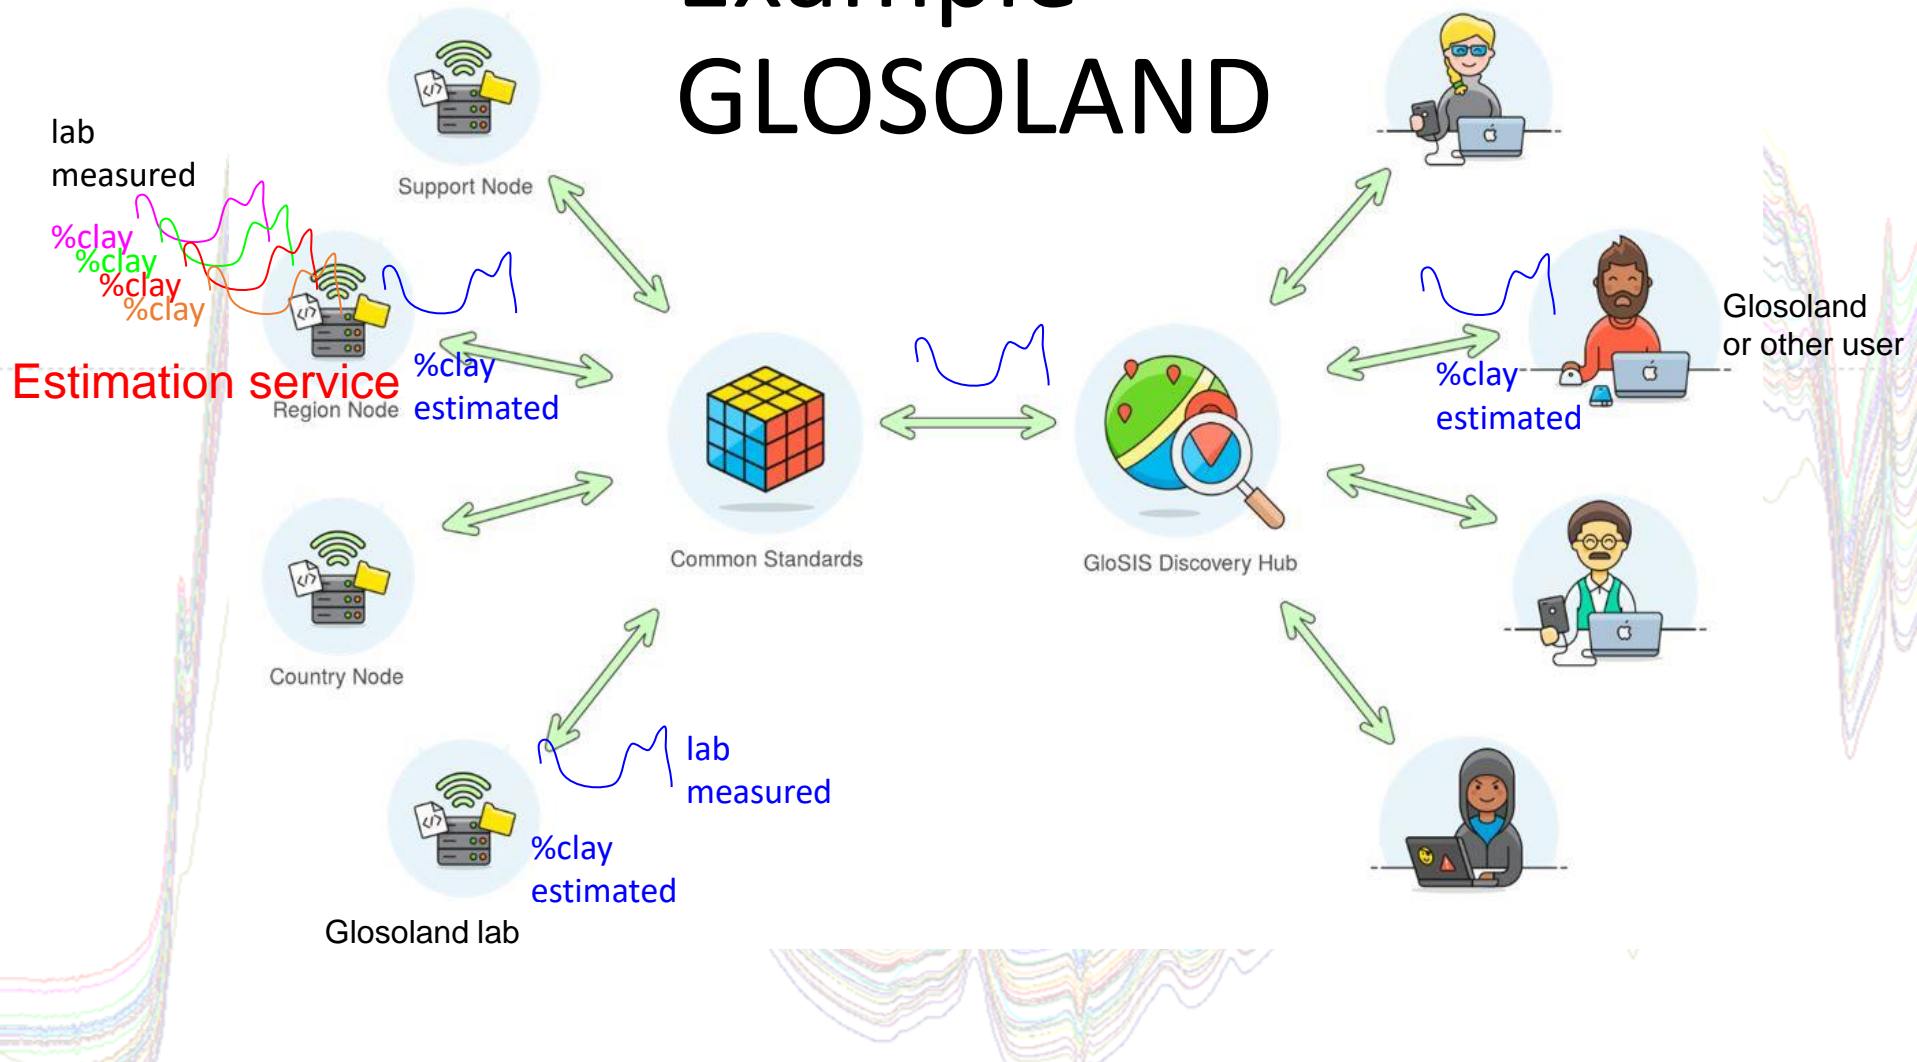 Example
GLOSOLAND
lab
measured
%clay
%clay
%clay
%clay
Support Node
Estimation service
Region Node
%clay
estimated
Glosoland
or other user
%clay
estimated
Common Standards
GloSIS Discovery Hub
Country Node
lab
measured
%clay
estimated
Glosoland lab